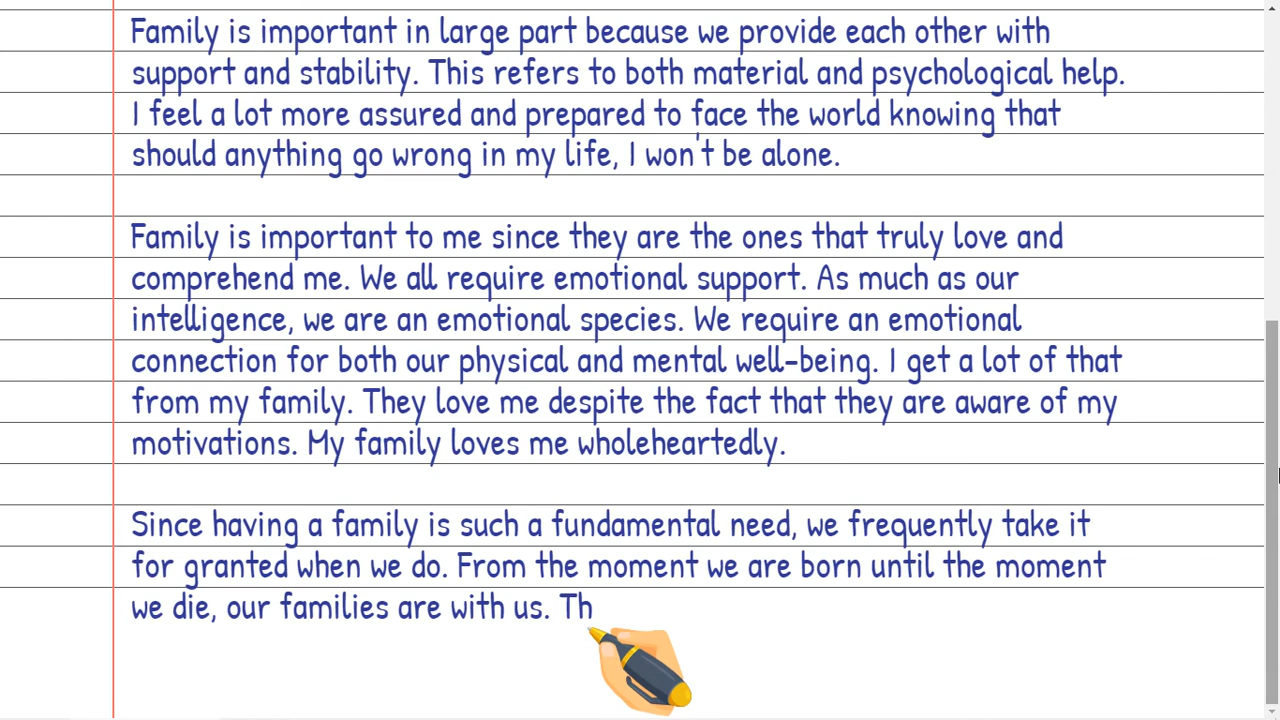 Family is important in large part because we provide each other with
support and stability. This refers to both material and psychological help.
I feel a lot more assured and prepared to face the world knowing that
should anything go wrong in my life, I won't be alone.
Family is important to me since they are the ones that truly love and
comprehend me. We all require emotional support. As much as our
intelligence, we are an emotional species. We require an emotional
connection for both our physical and mental well-being. I get a lot of that
from my family. They love me despite the fact that they are aware of my
motivations. My family loves me wholeheartedly.
Since having a family is such a fundamental need, we frequently take it
for granted when we do. From the moment we are born until the moment
we die, our families are with us. Th